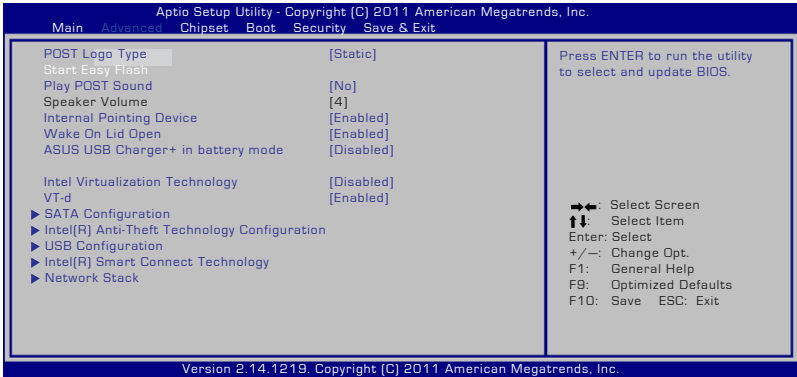 Aptio Setup Utility - Copyright (C) 2011 American Megatrends, Inc.
Main Advanced Chipset Boot Security Save & Exit
POST Logo Type [Static]
Start Easy Flash
Play POST Sound [No]
Speaker Volume [4]
Internal Pointing Device [Enabled]
Wake On Lid Open [Enabled]
ASUS USB Charger+ in battery mode [Disabled]
Intel Virtualization Technology [Disabled]
VT-d [Enabled]
▶ SATA Configuration
▶ Intel(R) Anti-Theft Technology Configuration
▶ USB Configuration
▶ Intel(R) Smart Connect Technology
▶ Network Stack
Press ENTER to run the utility
to select and update BIOS.
→←: Select Screen
↑↓: Select Item
Enter: Select
+/—: Change Opt.
F1: General Help
F9: Optimized Defaults
F10: Save ESC: Exit
Version 2.14.1219. Copyright (C) 2011 American Megatrends, Inc.